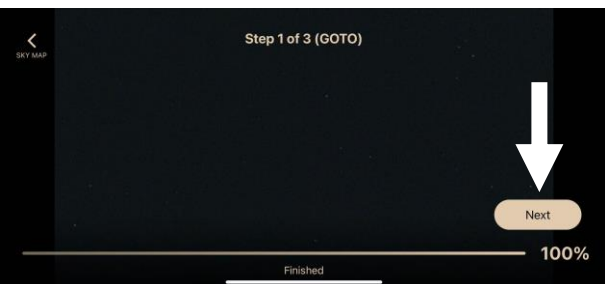 Step 1 of 3 (GOTO)
SKY MAP
Next
100%
Finished